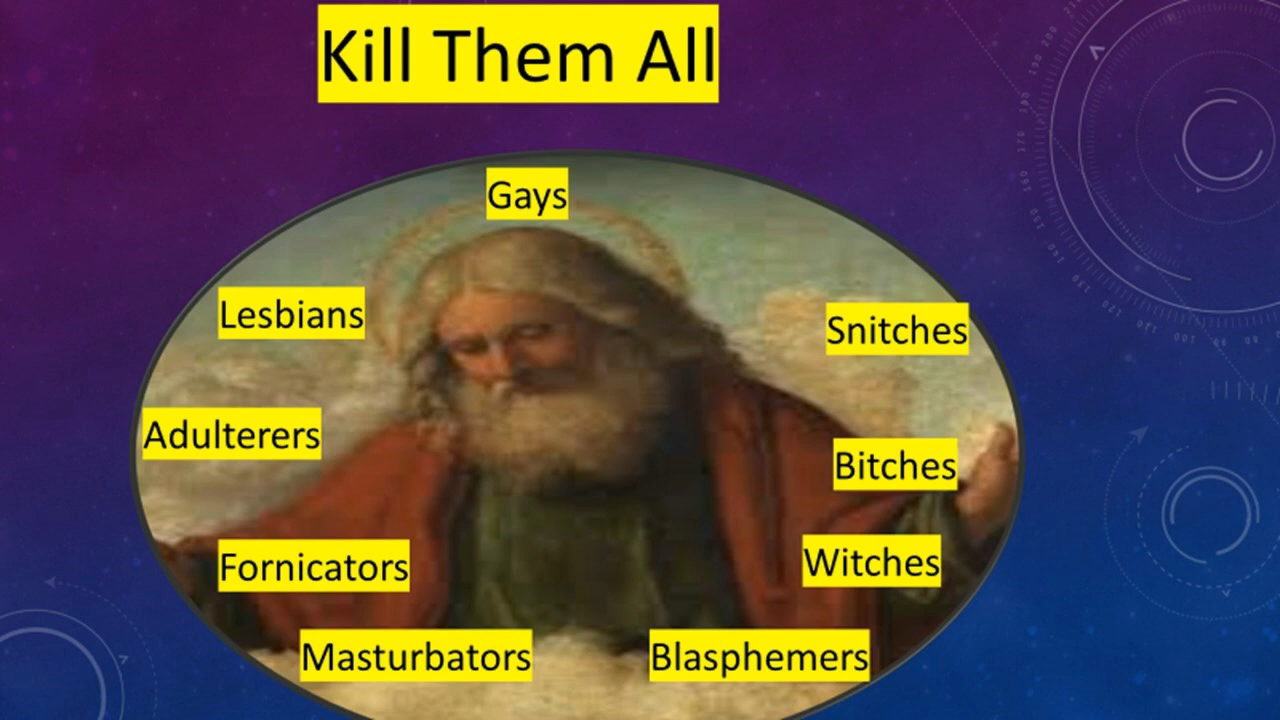 Kill Them All
Gays
Lesbians
Snitches
Adulterers
Bitches
Fornicators
Witches
Masturbators
Blasphemers